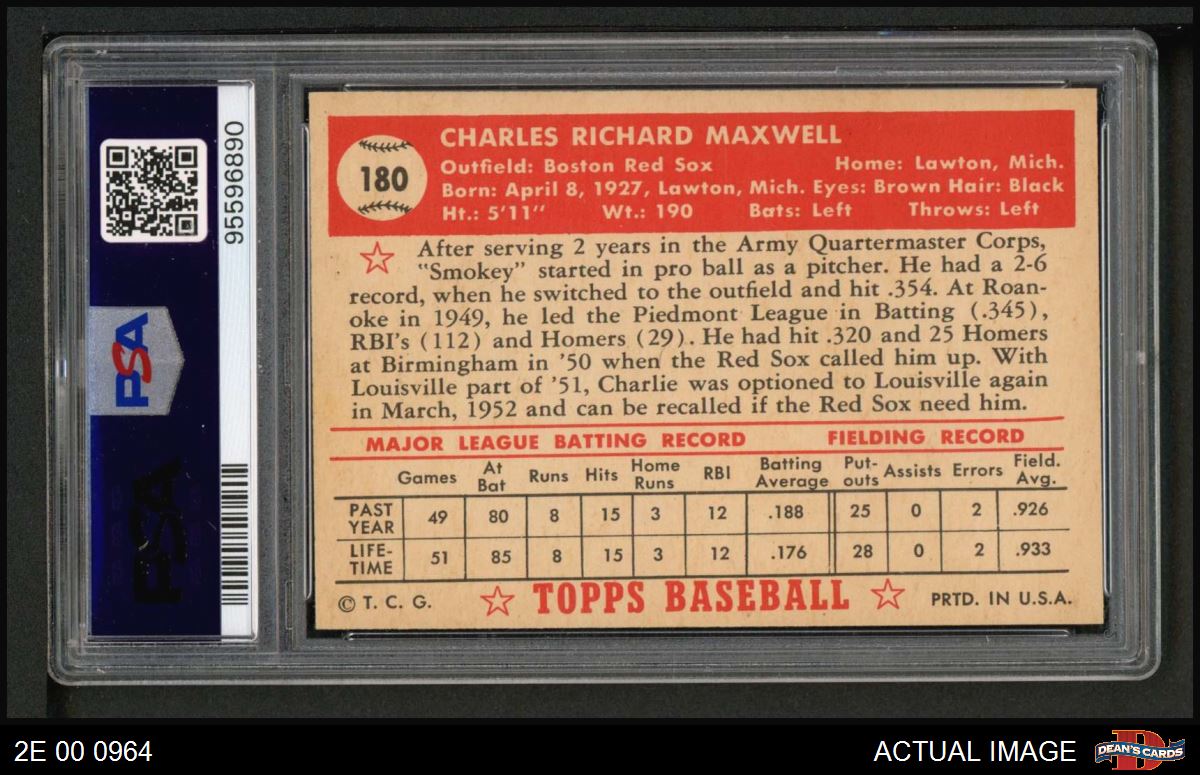 95596890
PSA
PSA
180
CHARLES RICHARD MAXWELL
Outfield: Boston Red Sox Home: Lawton, Mich.
Born: April 8, 1927, Lawton, Mich. Eyes: Brown Hair: Black
Ht.: 5'11" Wt.: 190 Bats: Left Throws: Left
After serving 2 years in the Army Quartermaster Corps,
"Smokey" started in pro ball as a pitcher. He had a 2-6
record, when he switched to the outfield and hit .354. At Roan-
oke in 1949, he led the Piedmont League in Batting (.345),
RBI's (112) and Homers (29). He had hit .320 and 25 Homers
at Birmingham in '50 when the Red Sox called him up. With
Louisville part of '51, Charlie was optioned to Louisville again
in March, 1952 and can be recalled if the Red Sox need him.
MAJOR LEAGUE BATTING RECORD FIELDING RECORD
Games At Bat Runs Hits Home Runs RBI Batting Average Put-outs Assists Errors Field. Avg.
PAST YEAR 49 80 8 15 3 12 .188 25 0 2 .926
LIFE-TIME 51 85 8 15 3 12 .176 28 0 2 .933
© T. C. G. TOPPS BASEBALL PRTD. IN U.S.A.
2E 00 0964 ACTUAL IMAGE DEAN'S CARDS